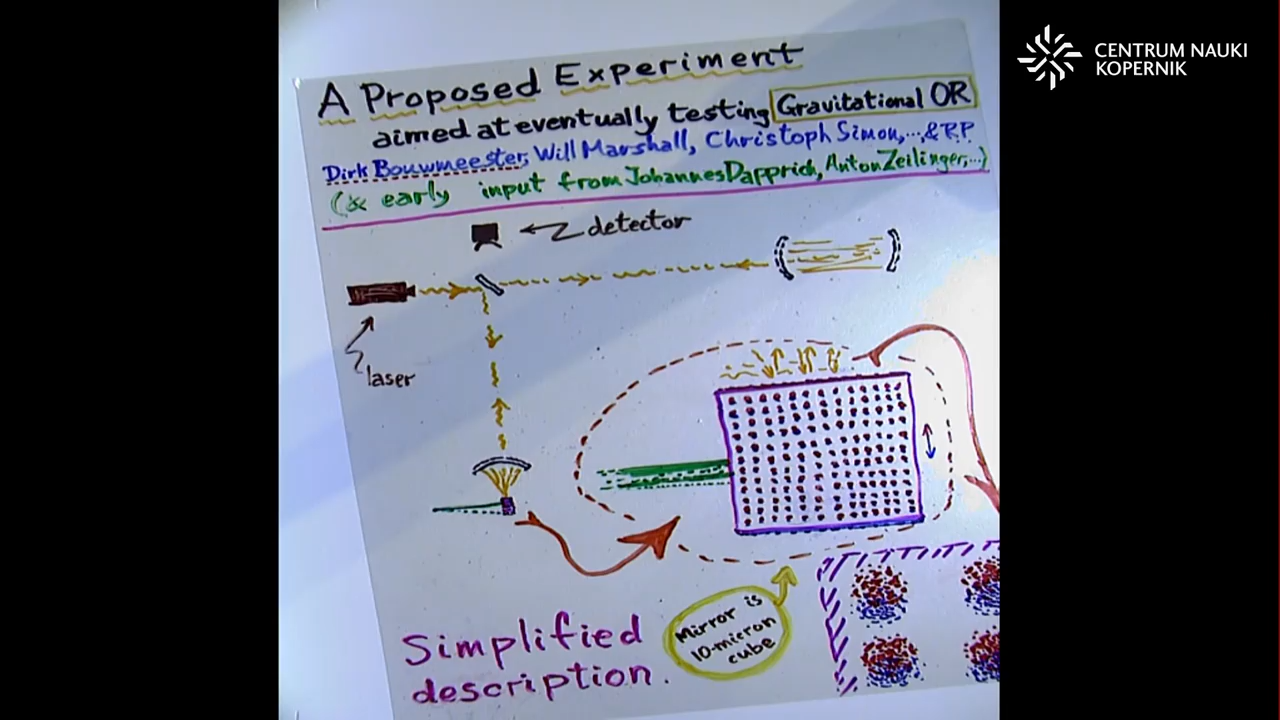 CENTRUM NAUKI
KOPERNIK
A Proposed Experiment
aimed at eventually testing Gravitational OR
Dirk Bouwmeester, Will Marshall, Christoph Simon, ... & RP
(& early input from Johannes Dapprich, Anton Zeilinger, ...)
detector
laser
Mirror is
10-micron
cube
Simplified
description.